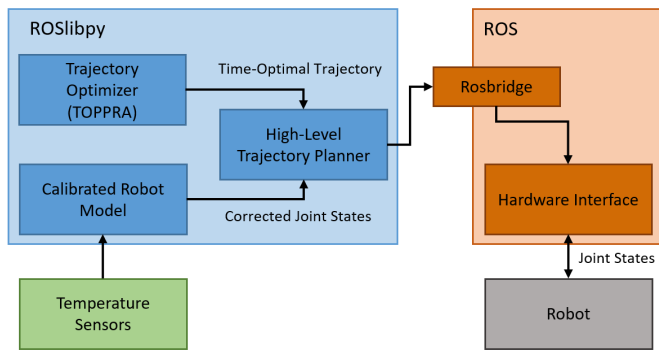 ROSlibpy
ROS
Trajectory
Optimizer
(TOPPRA)
Time-Optimal Trajectory
Rosbridge
High-Level
Trajectory Planner
Calibrated Robot
Model
Corrected Joint States
Hardware Interface
Joint States
Temperature
Sensors
Robot